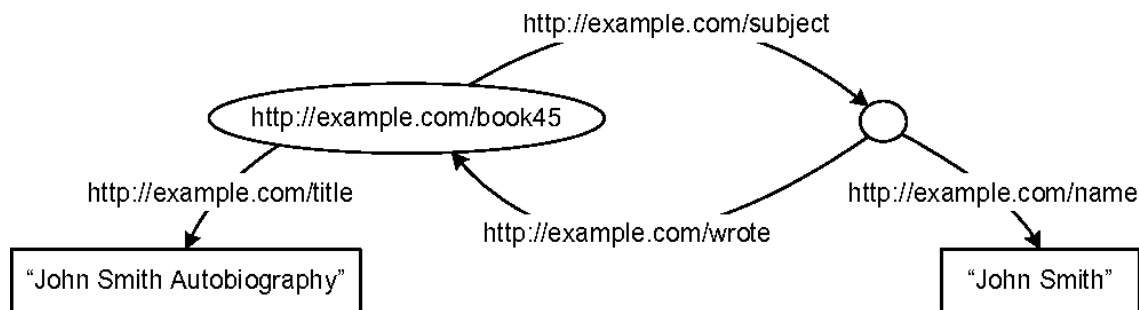 http://example.com/subject
http://example.com/book45
http://example.com/title
http://example.com/name
http://example.com/wrote
“John Smith Autobiography”
“John Smith”